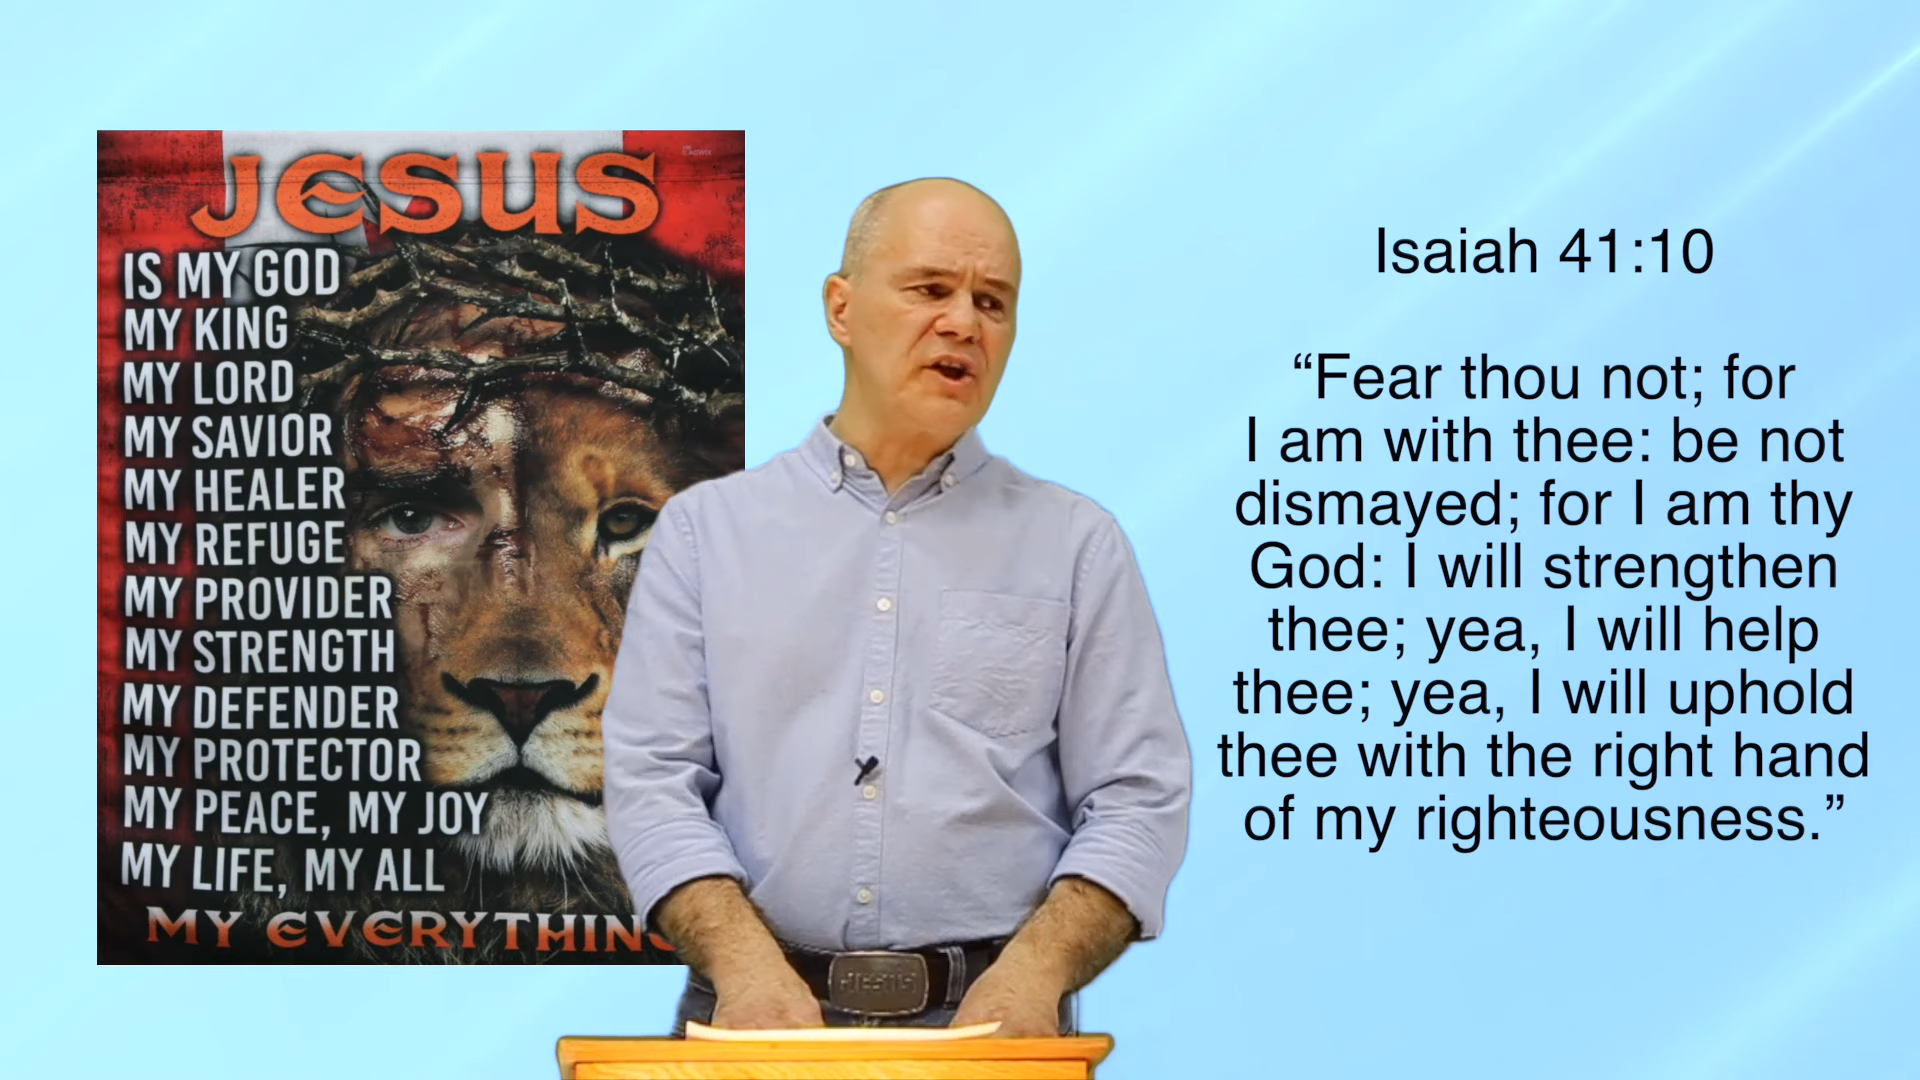 JESUS
IS MY GOD
MY KING
MY LORD
MY SAVIOR
MY HEALER
MY REFUGE
MY PROVIDER
MY STRENGTH
MY DEFENDER
MY PROTECTOR
MY PEACE, MY JOY
MY LIFE, MY ALL
MY EVERYTHING
JESUS
Isaiah 41:10
“Fear thou not; for
I am with thee: be not
dismayed; for I am thy
God: I will strengthen
thee; yea, I will help
thee; yea, I will uphold
thee with the right hand
of my righteousness.”